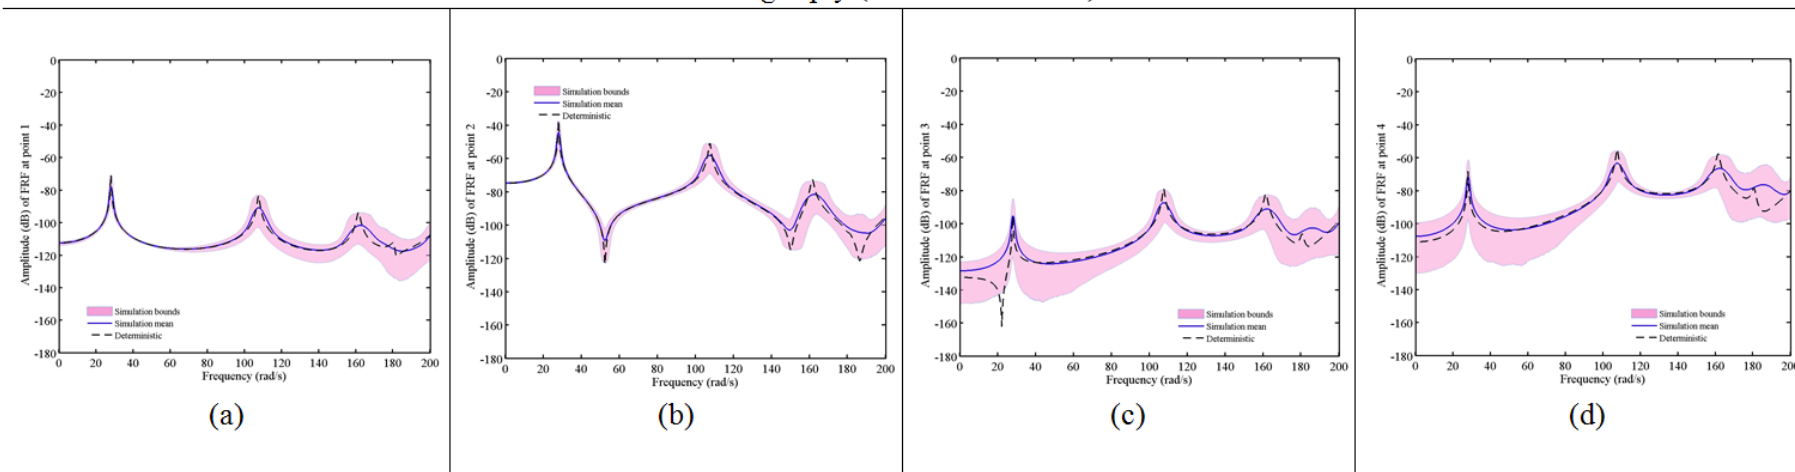 0
-20
-40
-60
-80
-100
-120
-140
-160
-180
0 20 40 60 80 100 120 140 160 180 200
Amplitude (dB) of FRF at point 1
Simulation bounds
Simulation mean
Deterministic
Frequency (rad/s)
(a)
0
-20
-40
-60
-80
-100
-120
-140
-160
-180
0 20 40 60 80 100 120 140 160 180 200
Amplitude (dB) of FRF at point 2
Simulation bounds
Simulation mean
Deterministic
Frequency (rad/s)
(b)
0
-20
-40
-60
-80
-100
-120
-140
-160
-180
0 20 40 60 80 100 120 140 160 180 200
Amplitude (dB) of FRF at point 3
Simulation bounds
Simulation mean
Deterministic
Frequency (rad/s)
(c)
0
-20
-40
-60
-80
-100
-120
-140
-160
-180
0 20 40 60 80 100 120 140 160 180 200
Amplitude (dB) of FRF at point 4
Simulation bounds
Simulation mean
Deterministic
Frequency (rad/s)
(d)